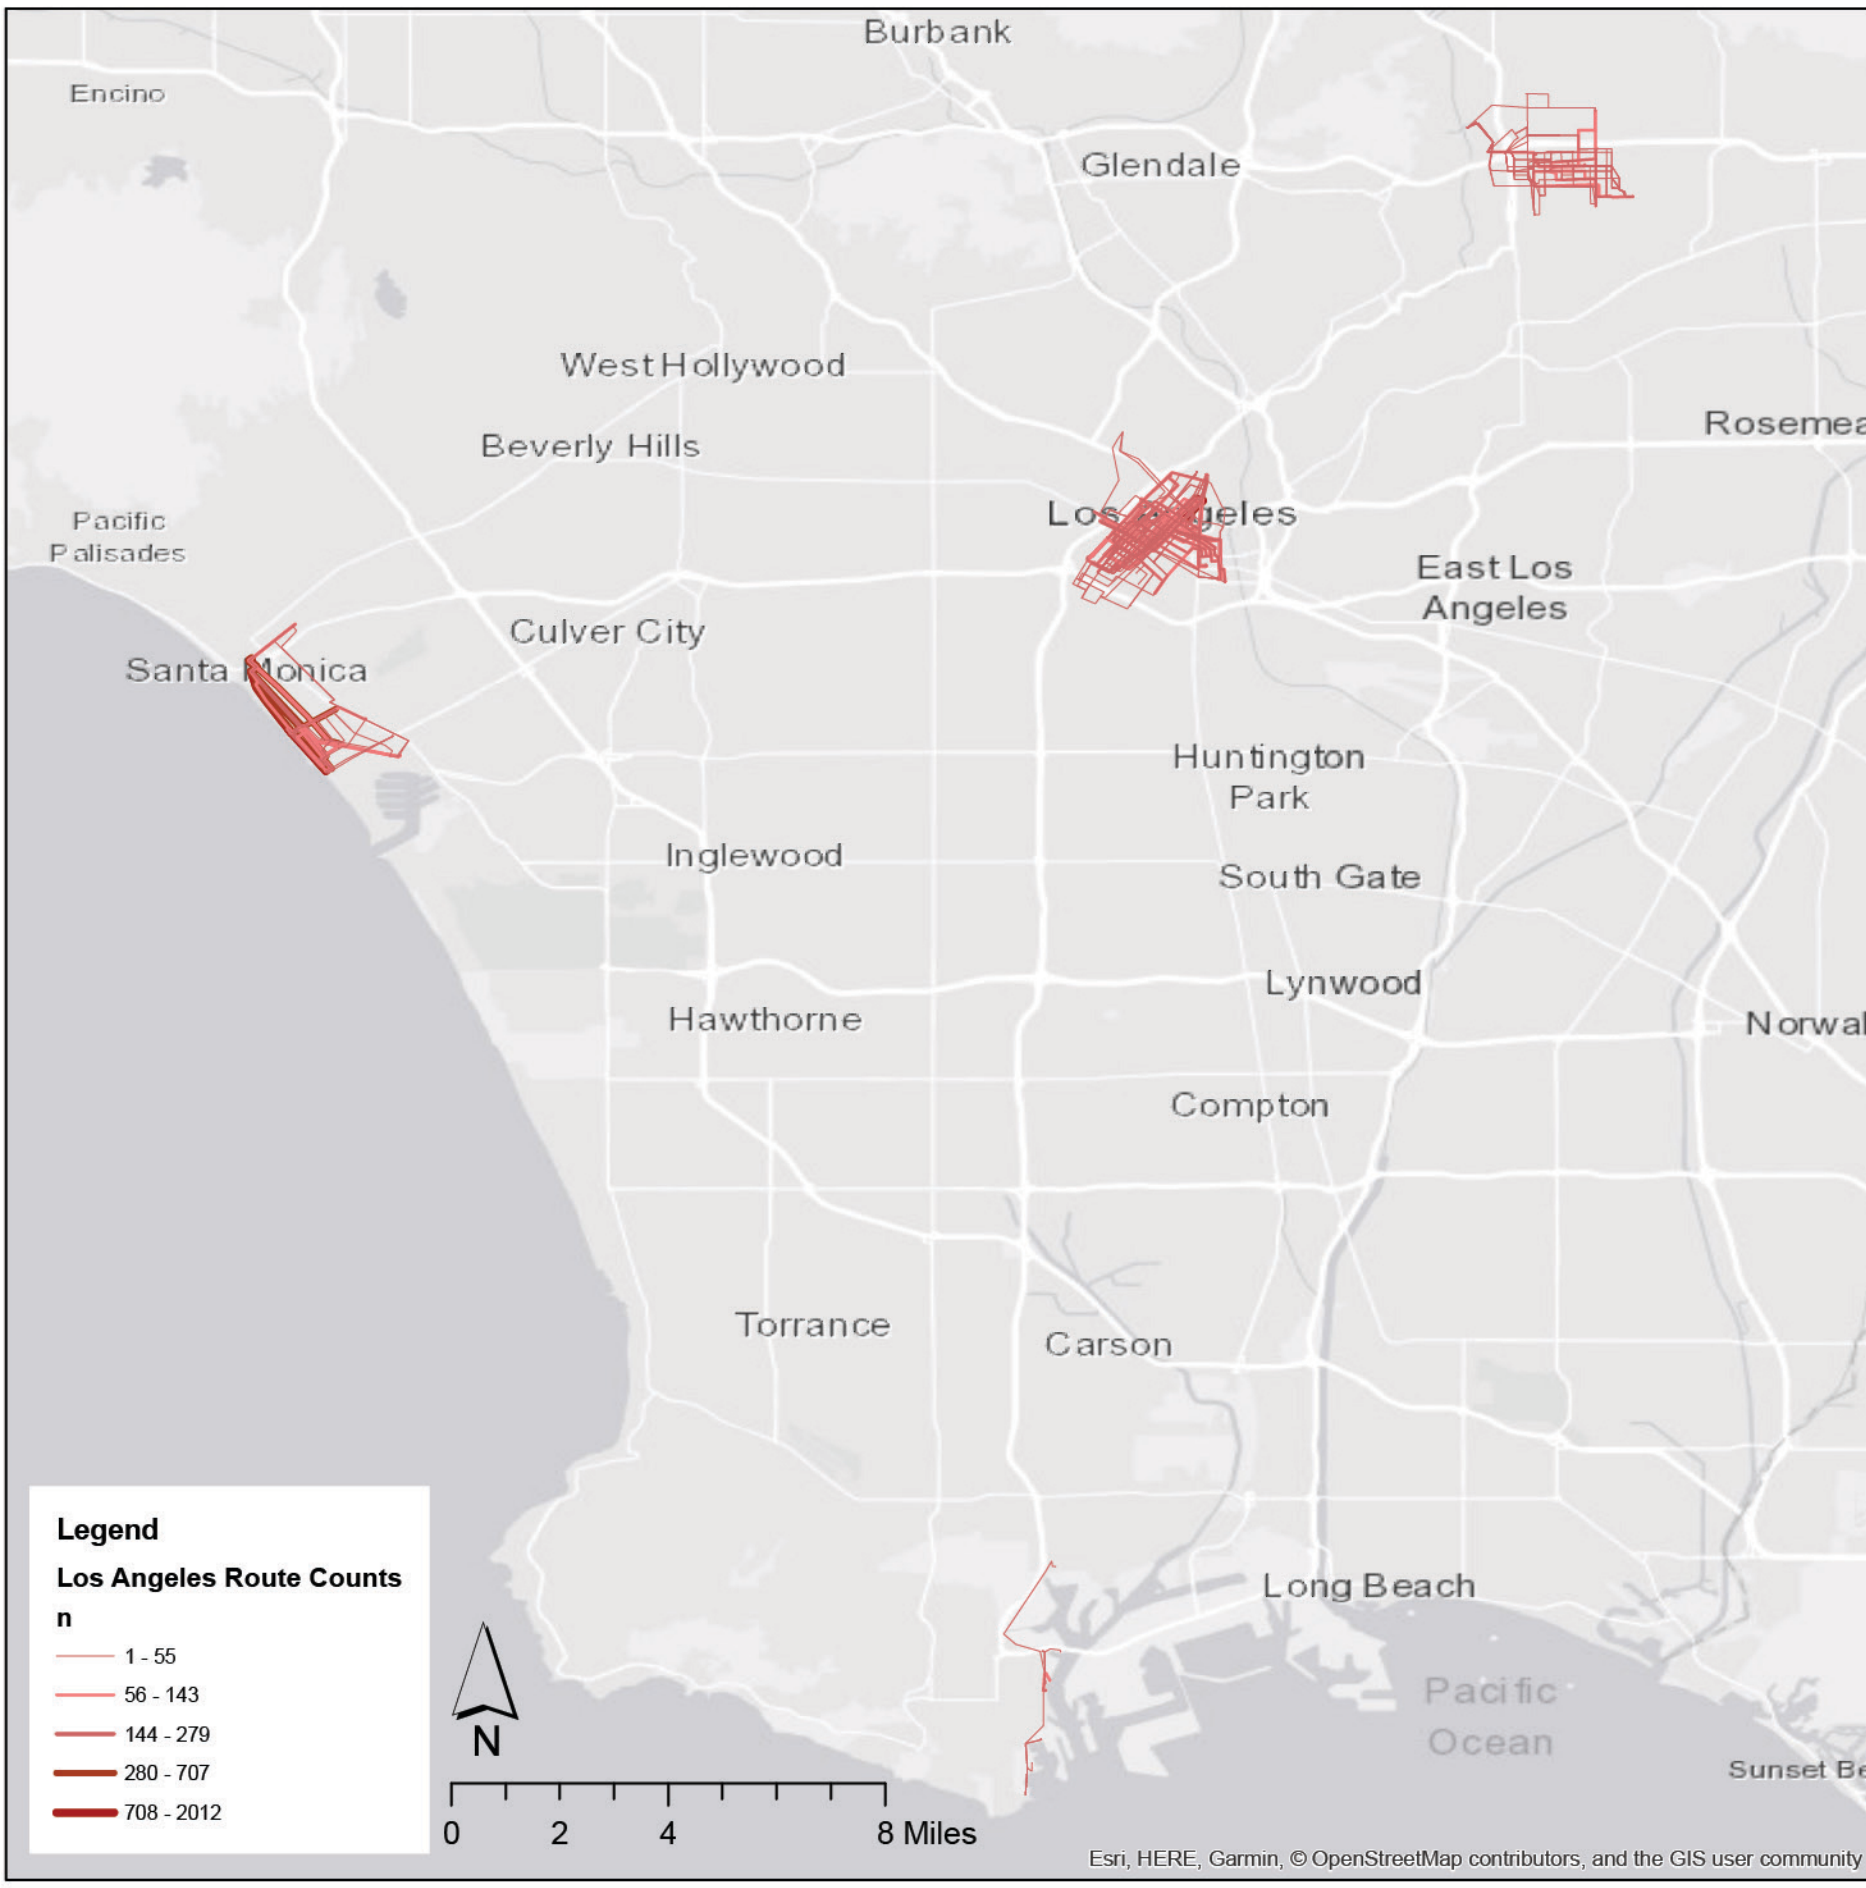 Burbank
Encino
Glendale
West Hollywood
Rosemea
Beverly Hills
Los Angeles
Pacific
Palisades
East Los
Angeles
Culver City
Santa Monica
Huntington
Park
Inglewood
South Gate
Lynwood
Hawthorne
Norwal
Compton
Torrance
Carson
Long Beach
Pacific
Ocean
Sunset Be
Legend
Los Angeles Route Counts
n
1 - 55
56 - 143
144 - 279
280 - 707
708 - 2012
N
0 2 4 8 Miles
Esri, HERE, Garmin, © OpenStreetMap contributors, and the GIS user community